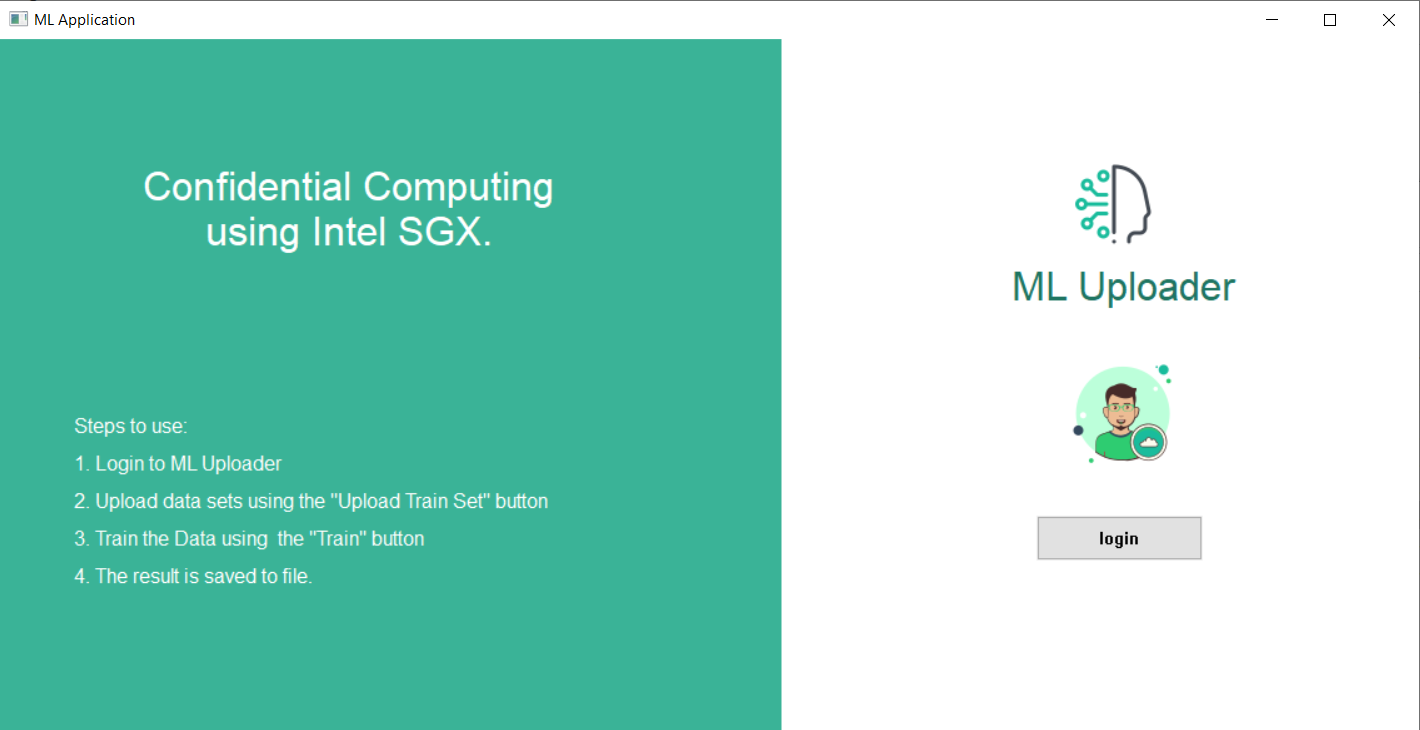 ML Application
Confidential Computing
using Intel SGX.
Steps to use:
1. Login to ML Uploader
2. Upload data sets using the "Upload Train Set" button
3. Train the Data using  the "Train" button
4. The result is saved to file.
ML Uploader
login